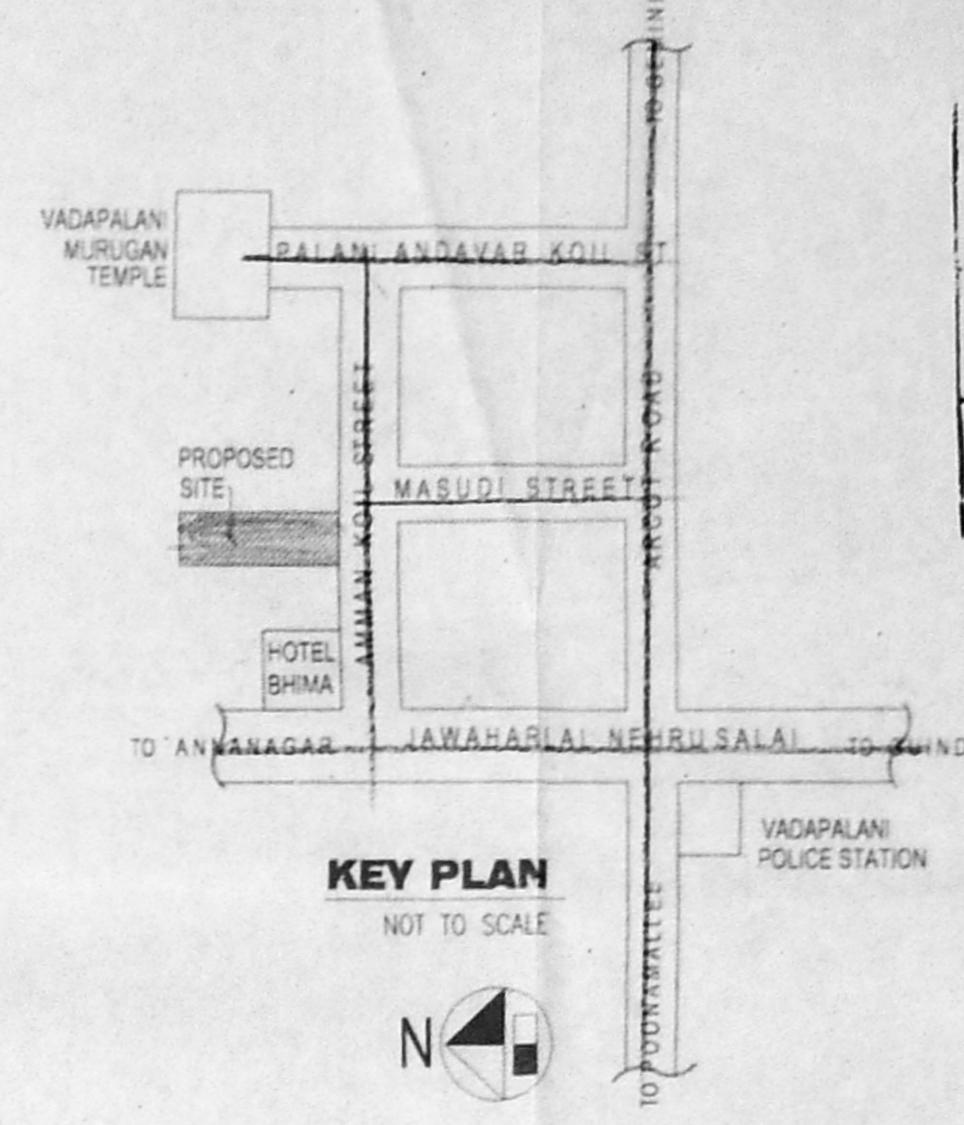 VADAPALANI
MURUGAN
TEMPLE
PALANI ANDAVAR KOIL ST
ARCOT ROAD
AMMAN KOIL STREET
PROPOSED
SITE
MASUDI STREET
HOTEL
BHIMA
TO ANNANAGAR
JAWAHARLAL NEHRU SALAI
VADAPALANI
POLICE STATION
KEY PLAN
NOT TO SCALE
TO POONAMALLEE
N